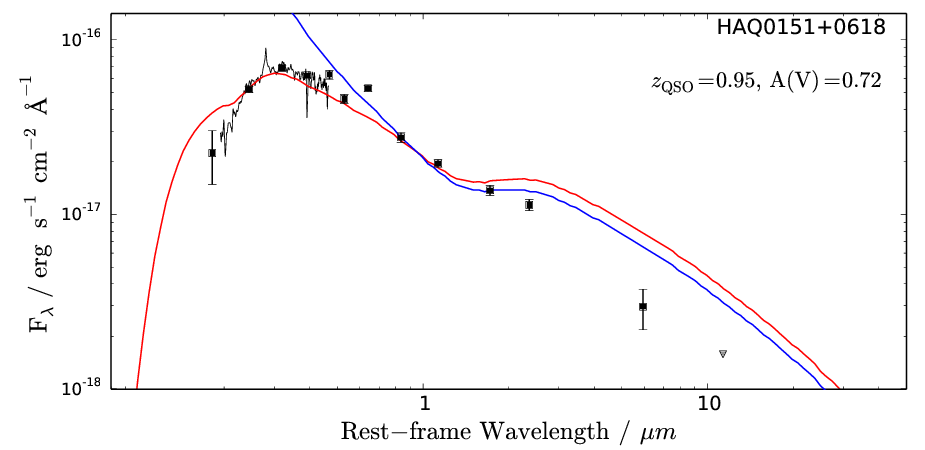 HAQ0151+0618
z_QSO=0.95, A(V)=0.72
10^-16
10^-17
10^-18
F_λ / erg s^-1 cm^-2 Å^-1
1
10
Rest−frame Wavelength / μm